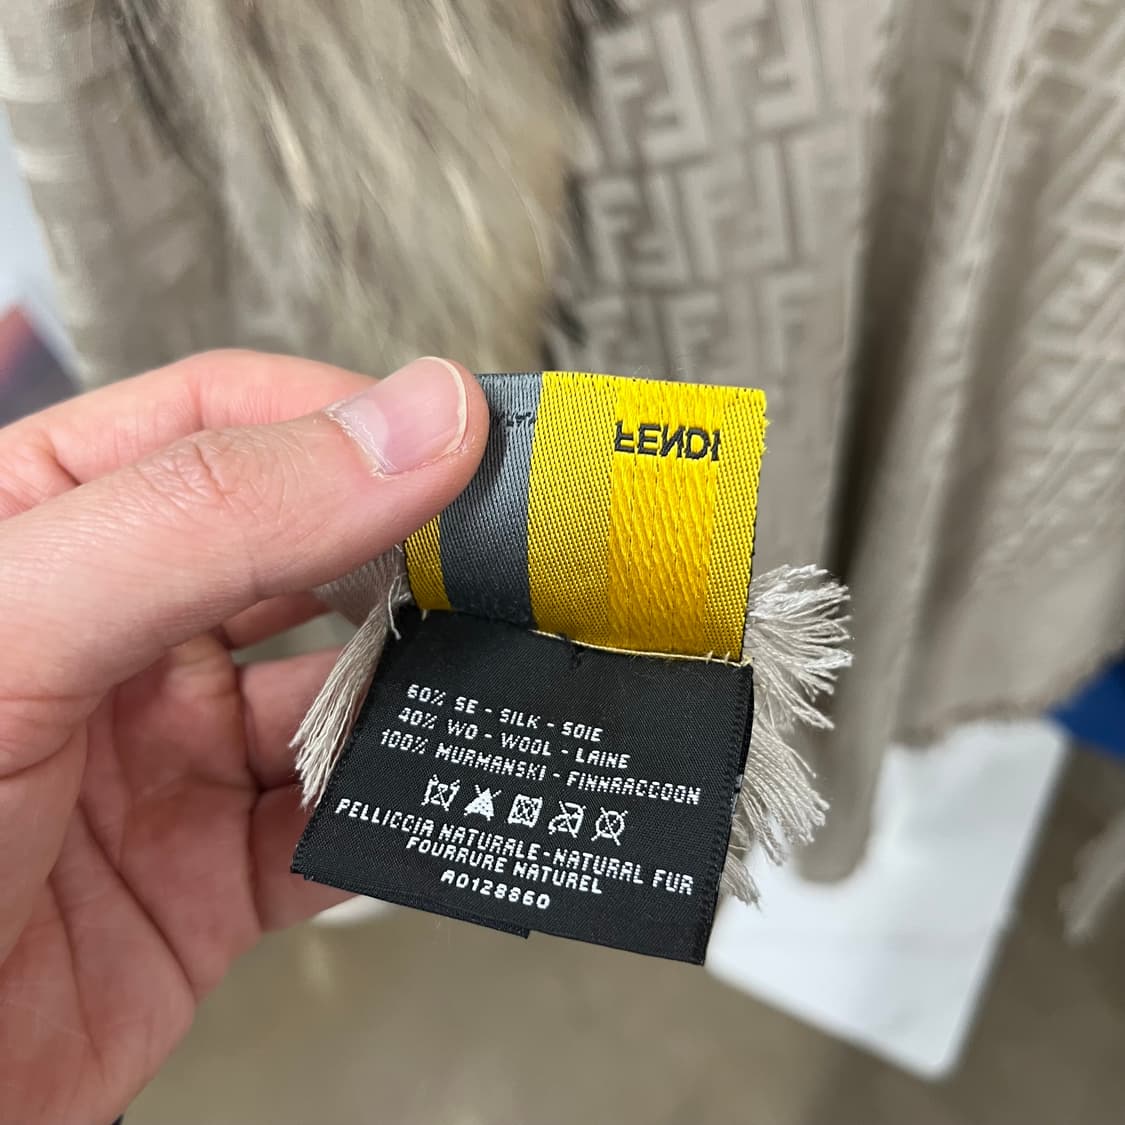 FENDI
60% SE - SILK - SOIE
40% WO - WOOL - LAINE
100% MURMANSKI - FINNRACCOON
PELLICCIA NATURALE-NATURAL FUR
FOURRURE NATUREL
A0128860